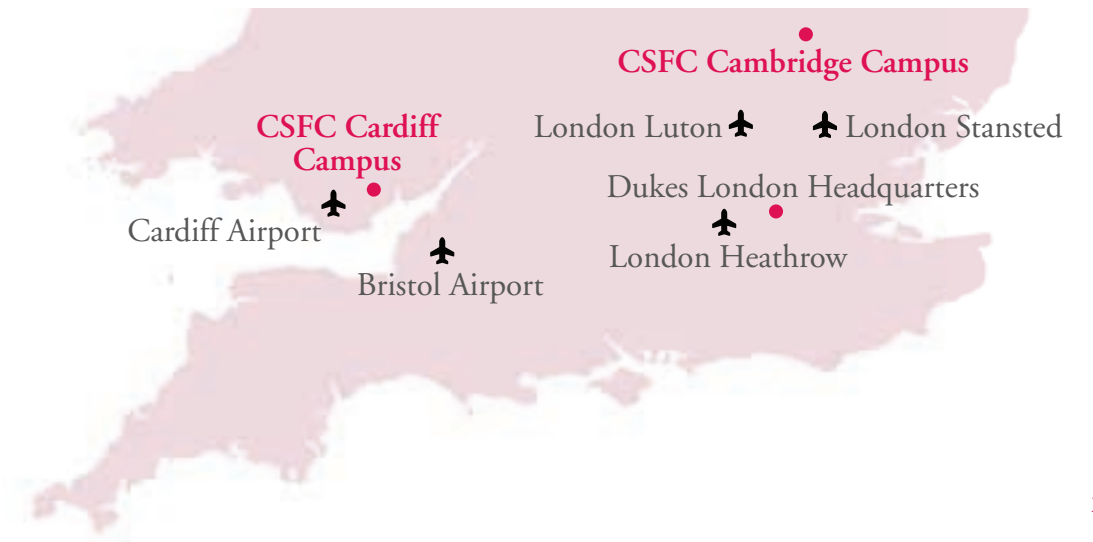 CSFC Cambridge Campus
CSFC Cardiff
Campus
London Luton
London Stansted
Dukes London Headquarters
Cardiff Airport
London Heathrow
Bristol Airport